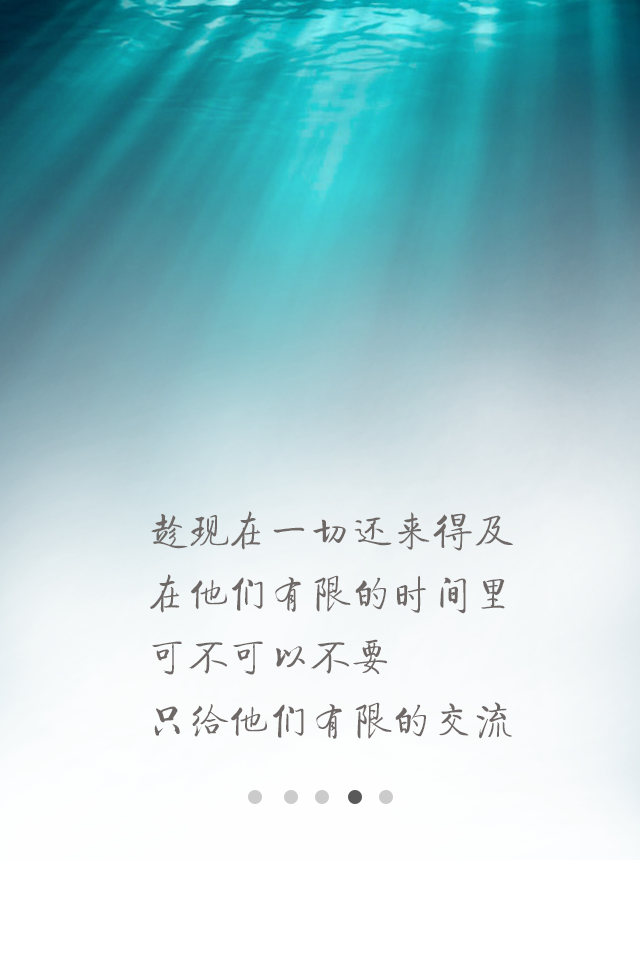 趁现在一切还来得及
在他们有限的时间里
可不可以不要
只给他们有限的交流